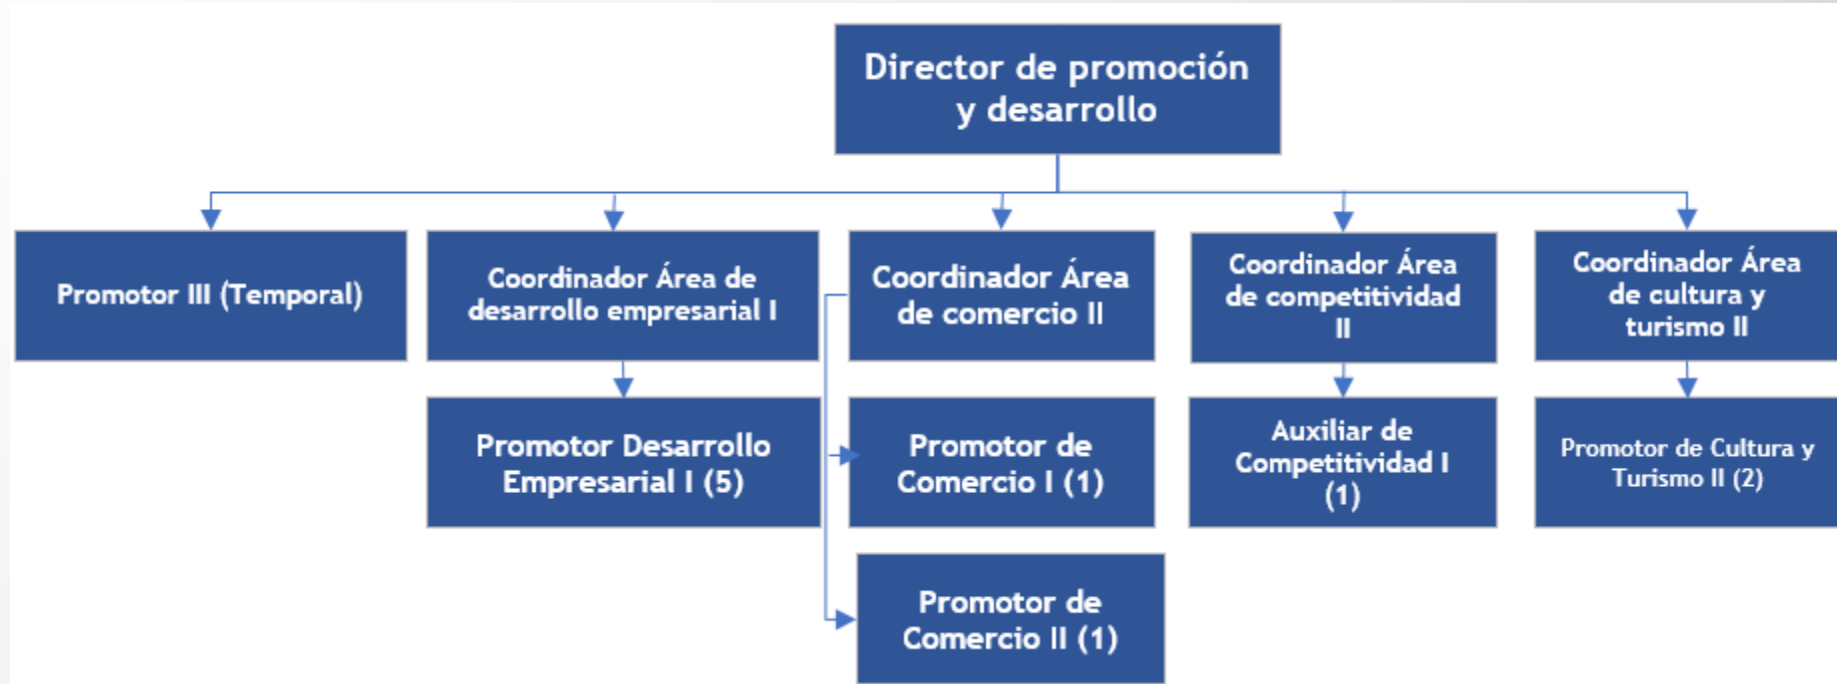 Director de promoción
y desarrollo
Promotor III (Temporal)
Coordinador Área de
desarrollo empresarial I
Coordinador Área
de comercio II
Coordinador Área
de competitividad
II
Coordinador Área
de cultura y
turismo II
Promotor Desarrollo
Empresarial I (5)
Promotor de
Comercio I (1)
Auxiliar de
Competitividad I
(1)
Promotor de Cultura y
Turismo II (2)
Promotor de
Comercio II (1)